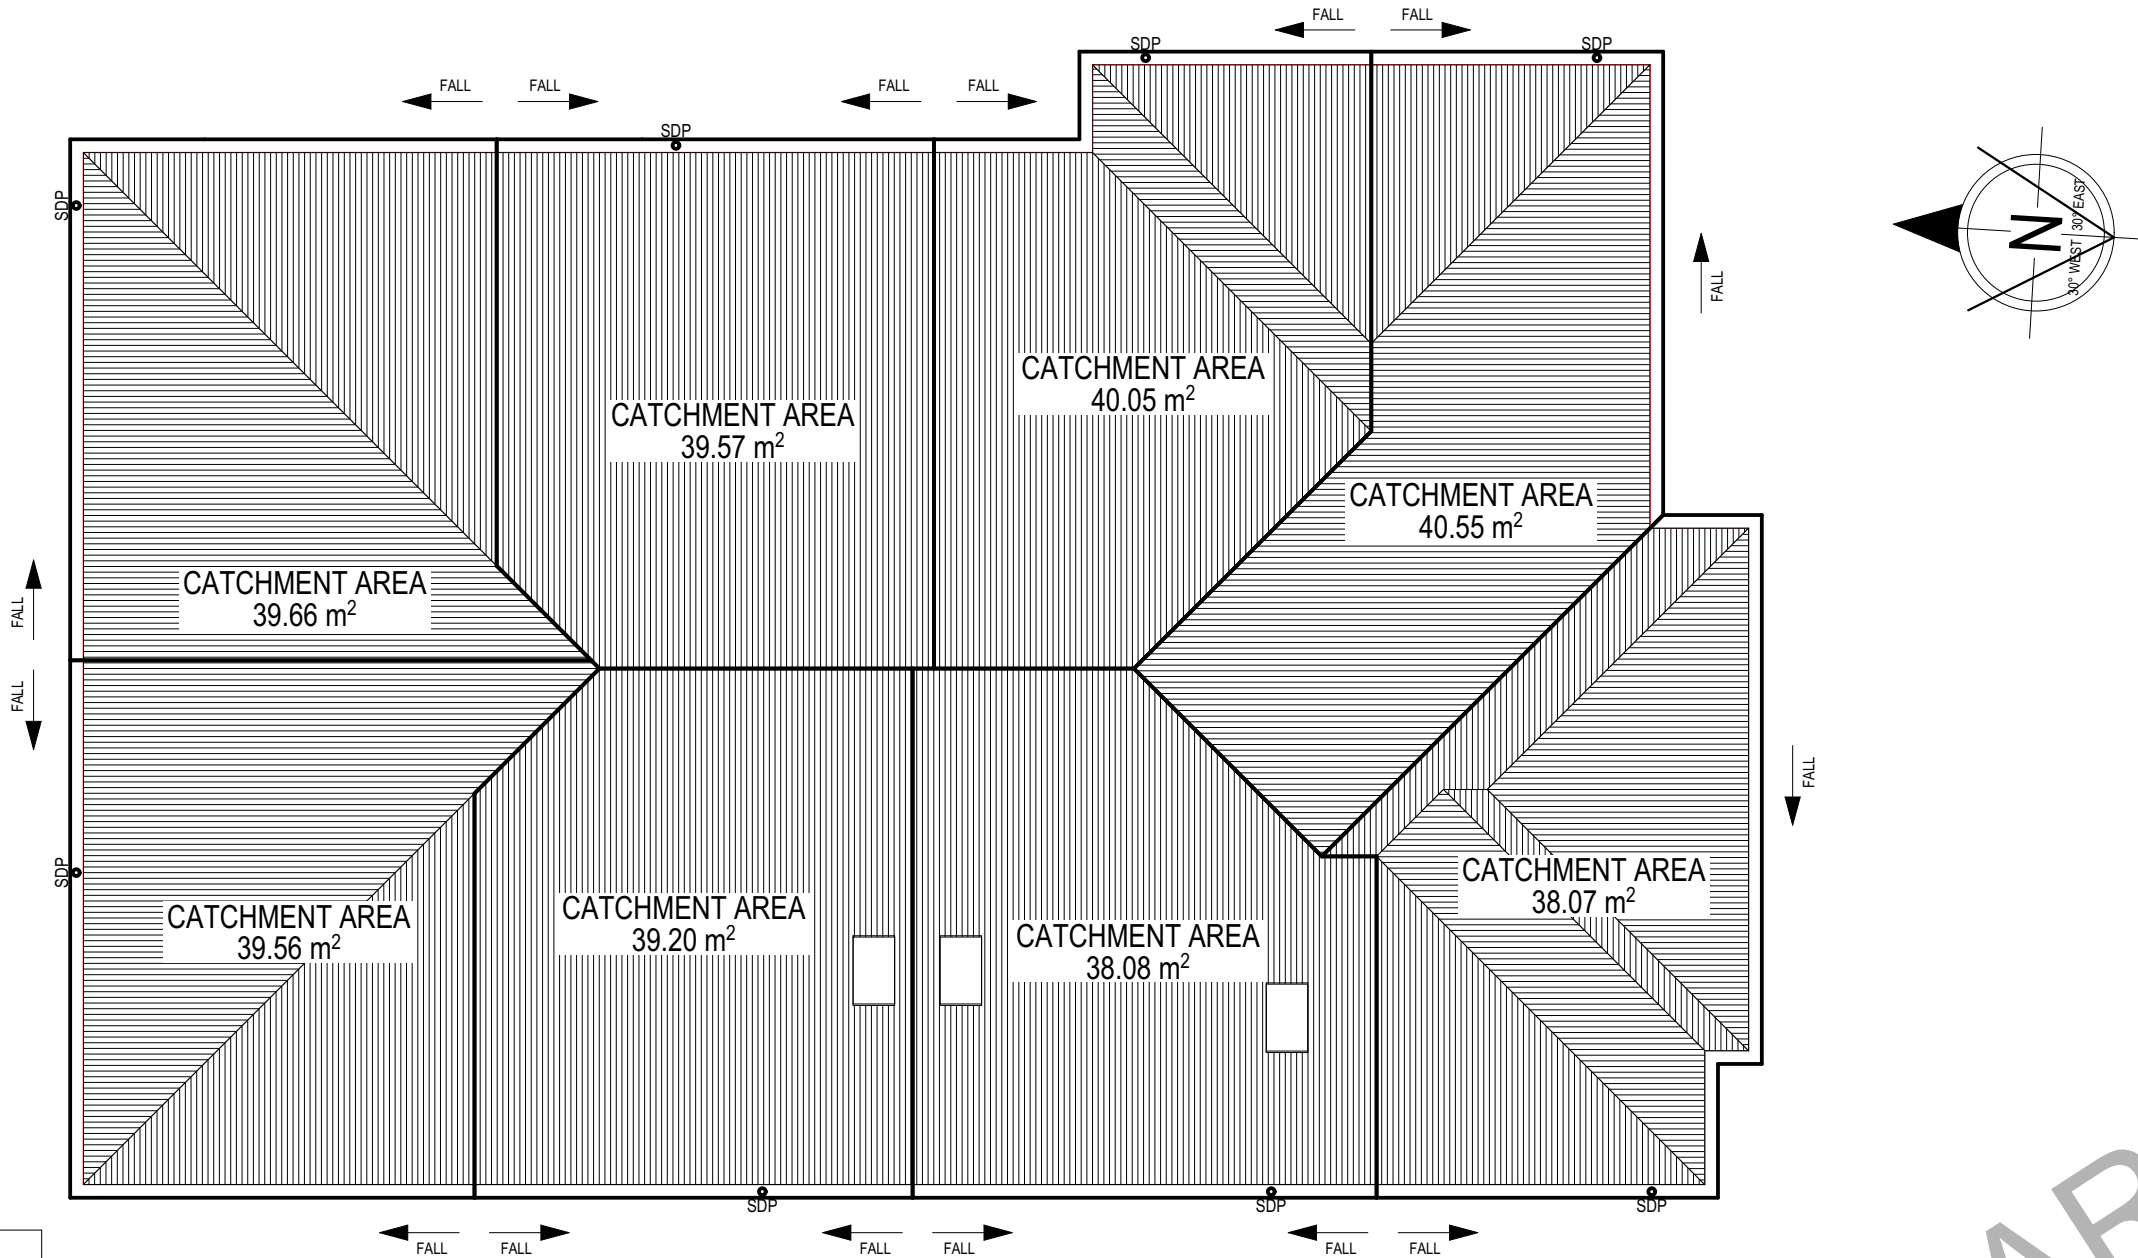 FALL FALL
SDP SDP
FALL FALL FALL FALL
SDP
SDP
30° WEST 30° EAST
N
FALL
CATCHMENT AREA
40.05 m²
CATCHMENT AREA
39.57 m²
CATCHMENT AREA
40.55 m²
CATCHMENT AREA
39.66 m²
FALL
FALL
FALL
SDP
CATCHMENT AREA
38.07 m²
CATCHMENT AREA
39.56 m²
CATCHMENT AREA
39.20 m²
CATCHMENT AREA
38.08 m²
SDP SDP SDP
FALL FALL FALL FALL FALL FALL
AR